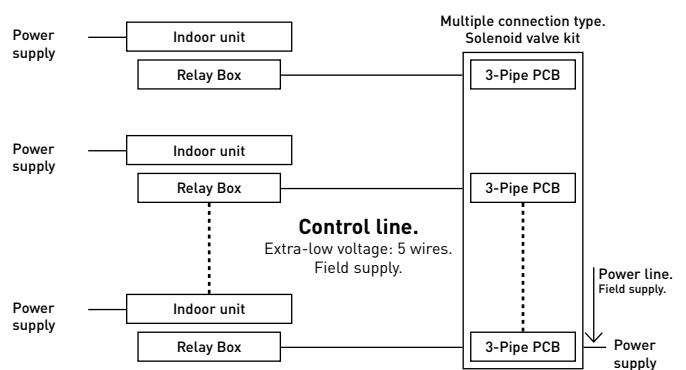 Multiple connection type.
Solenoid valve kit
Power
supply
Indoor unit
Relay Box
3-Pipe PCB
Power
supply
Indoor unit
Relay Box
3-Pipe PCB
Control line.
Extra-low voltage: 5 wires.
Field supply.
Power line.
Field supply.
Power
supply
Indoor unit
Relay Box
3-Pipe PCB
Power
supply